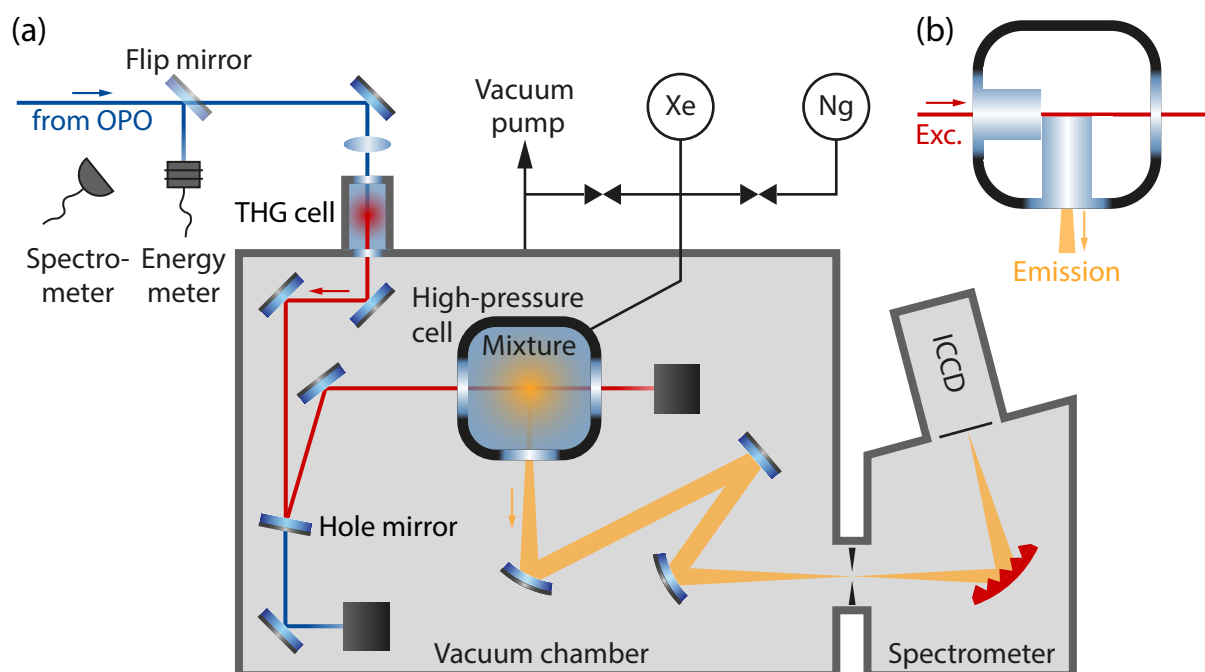 (a)
Flip mirror
from OPO
THG cell
Spectro-
meter
Energy
meter
Vacuum
pump
Xe
Ng
High-pressure
cell
Mixture
Hole mirror
Vacuum chamber
ICCD
Spectrometer
(b)
Exc.
Emission